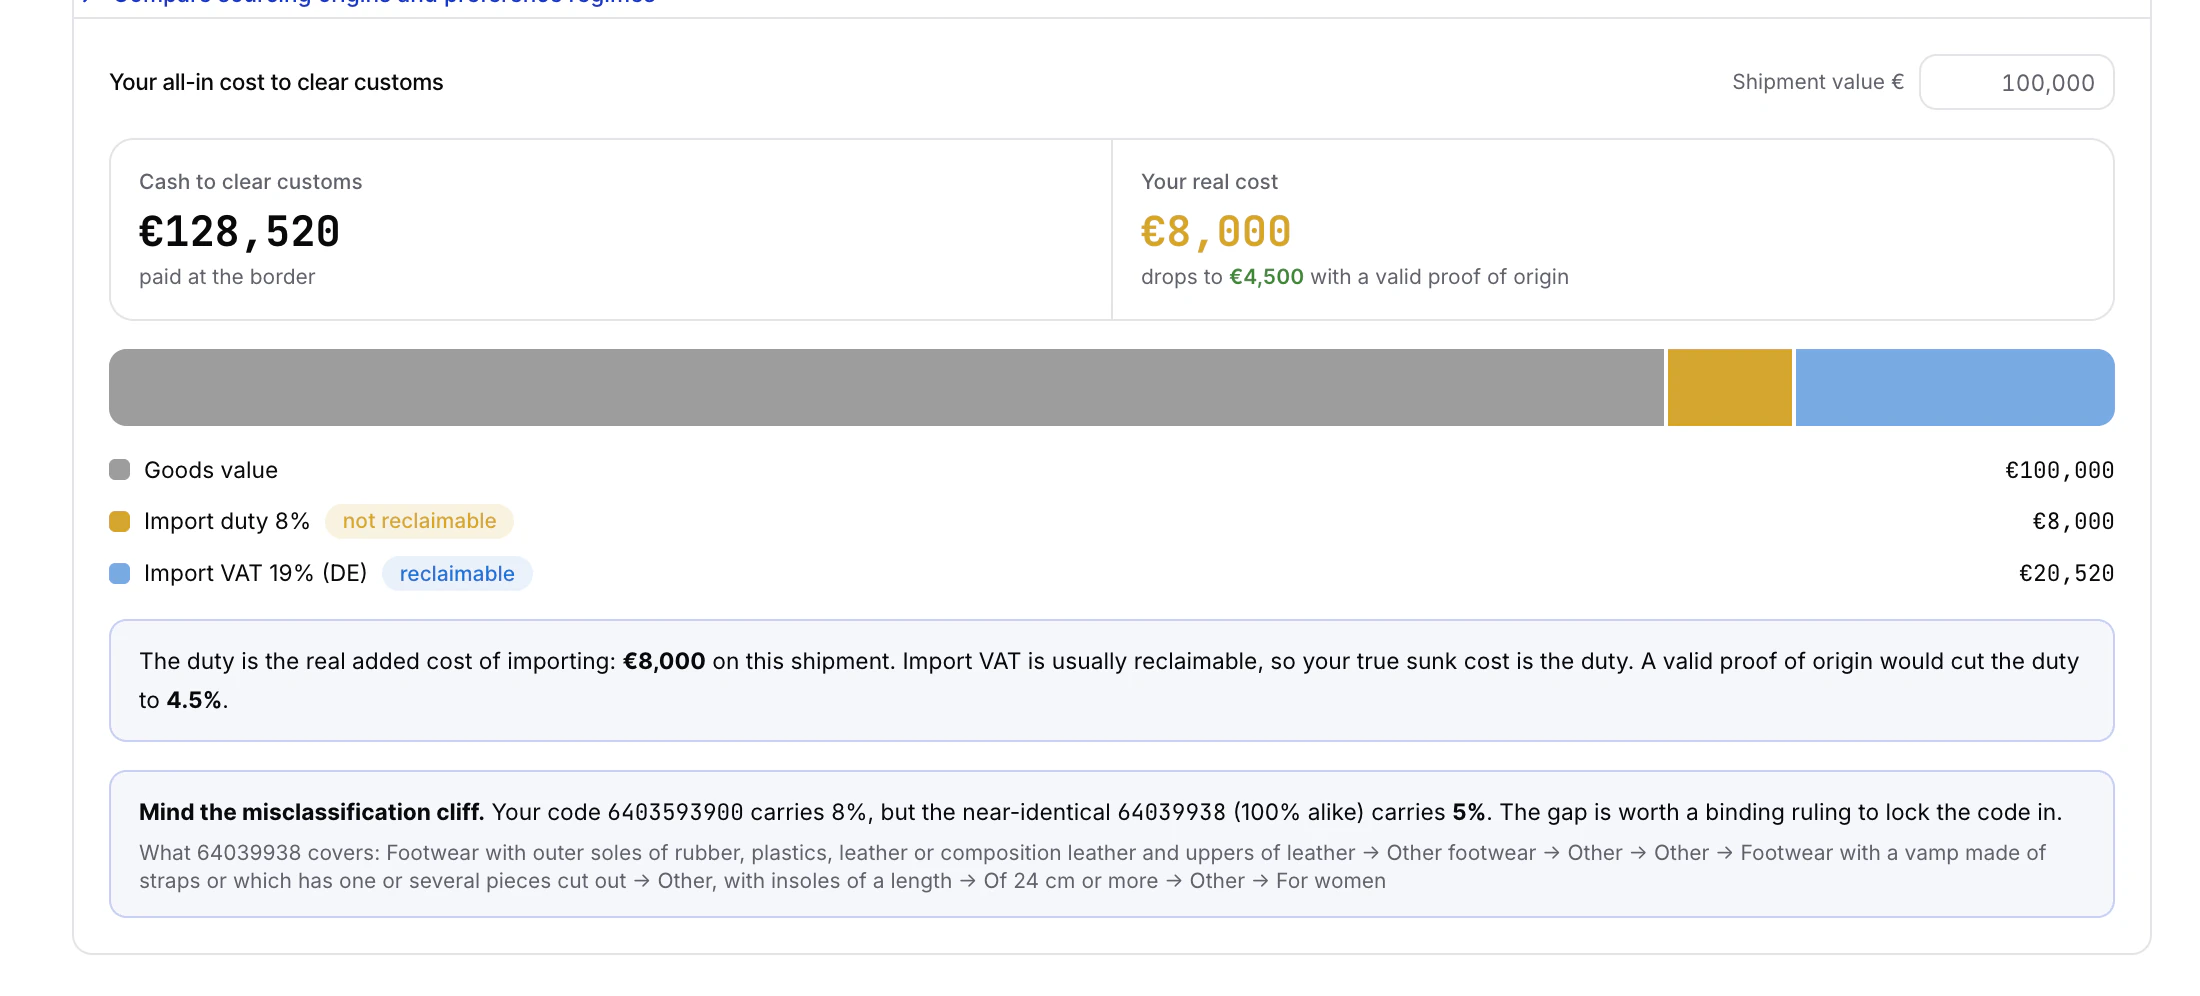 Compare sourcing origins and preference regimes
Your all-in cost to clear customs
Shipment value € 100,000
Cash to clear customs
€128,520
paid at the border
Your real cost
€8,000
drops to €4,500 with a valid proof of origin
Goods value €100,000
Import duty 8% not reclaimable €8,000
Import VAT 19% (DE) reclaimable €20,520
The duty is the real added cost of importing: €8,000 on this shipment. Import VAT is usually reclaimable, so your true sunk cost is the duty. A valid proof of origin would cut the duty
to 4.5%.
Mind the misclassification cliff. Your code 6403593900 carries 8%, but the near-identical 64039938 (100% alike) carries 5%. The gap is worth a binding ruling to lock the code in.
What 64039938 covers: Footwear with outer soles of rubber, plastics, leather or composition leather and uppers of leather → Other footwear → Other → Other → Footwear with a vamp made of
straps or which has one or several pieces cut out → Other, with insoles of a length → Of 24 cm or more → Other → For women